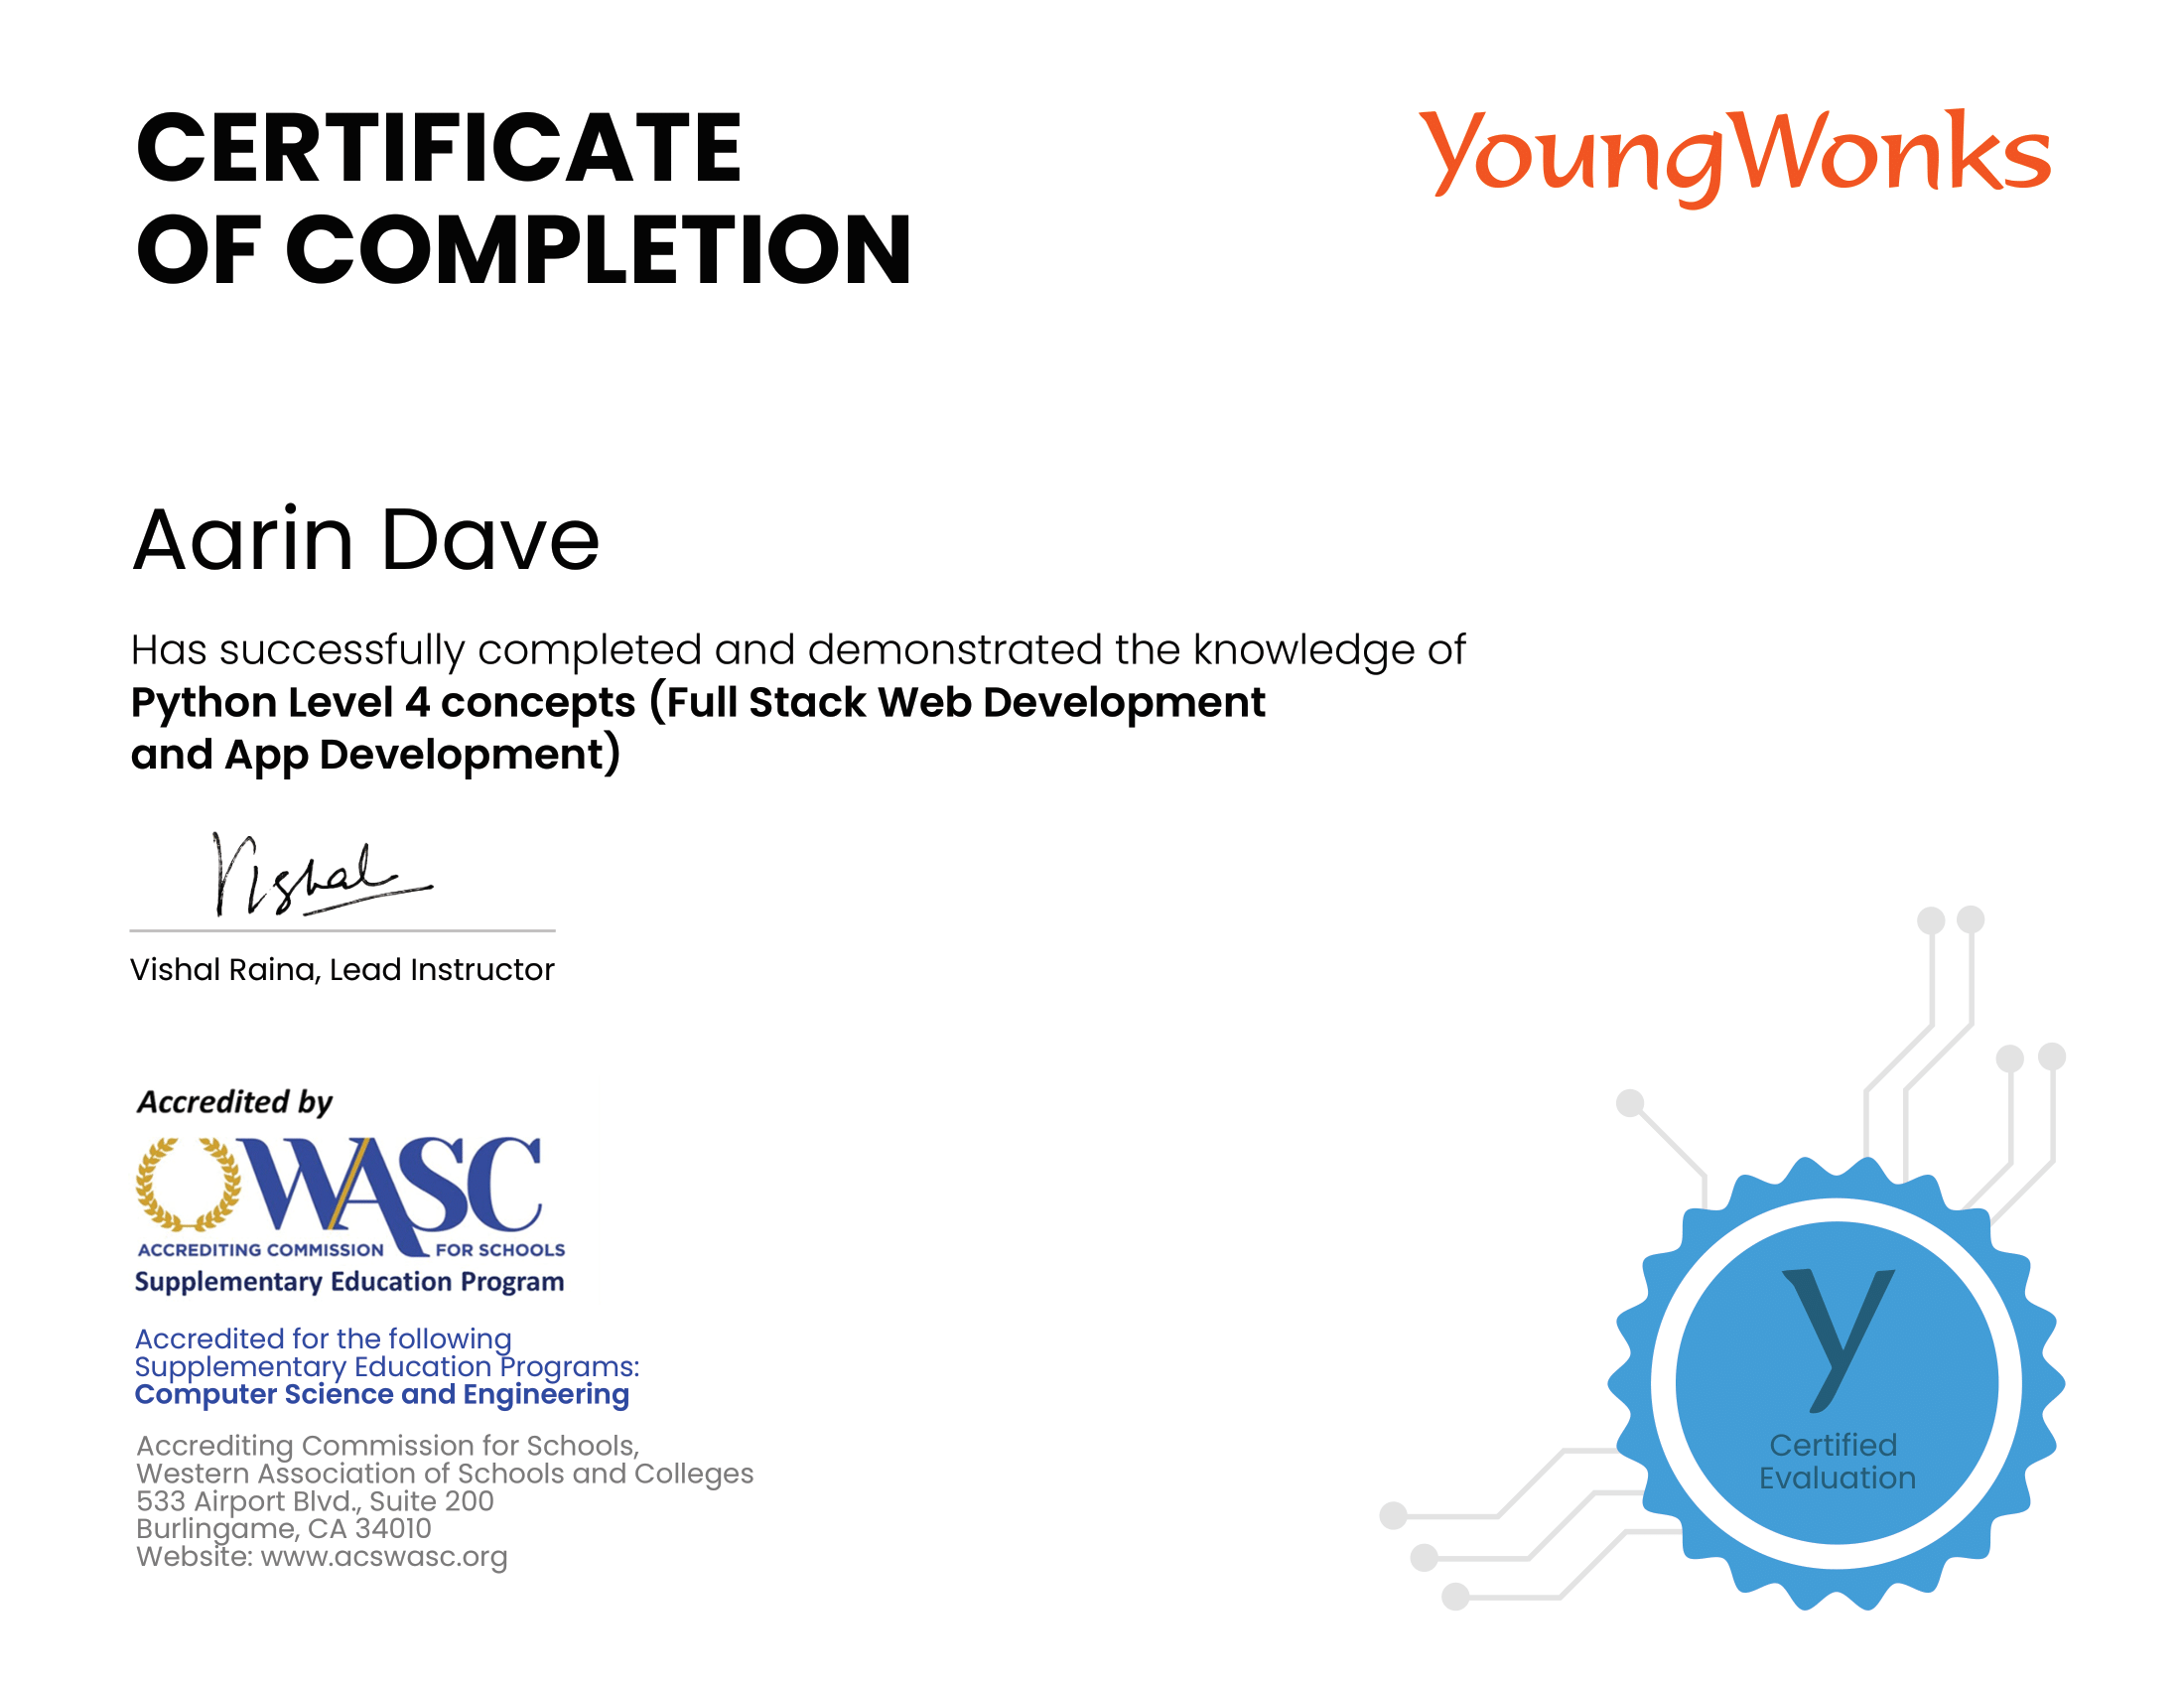 CERTIFICATE
OF COMPLETION
YoungWonks
Aarin Dave
Has successfully completed and demonstrated the knowledge of
Python Level 4 concepts (Full Stack Web Development
and App Development)
Vishal
Vishal Raina, Lead Instructor
Accredited by
WASC
ACCREDITING COMMISSION FOR SCHOOLS
Supplementary Education Program
Accredited for the following
Supplementary Education Programs:
Computer Science and Engineering
Accrediting Commission for Schools,
Western Association of Schools and Colleges
533 Airport Blvd., Suite 200
Burlingame, CA 34010
Website: www.acswasc.org
y
Certified
Evaluation